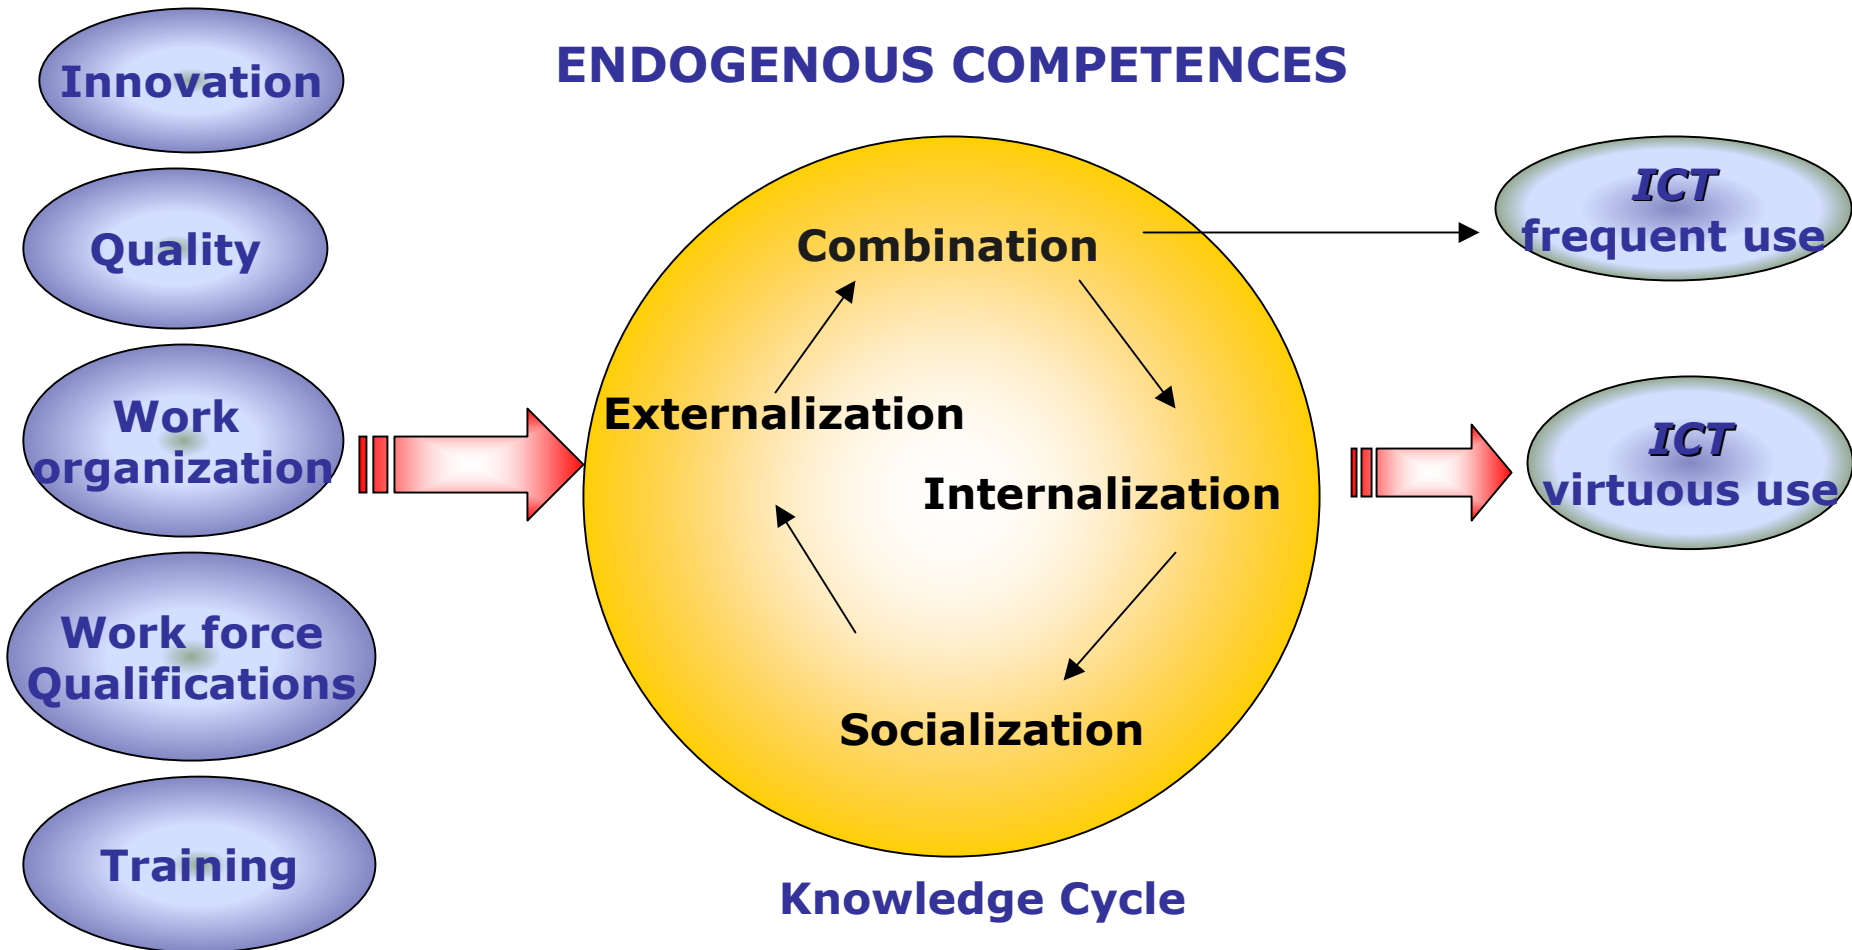 ENDOGENOUS COMPETENCES
Innovation
Quality
Work
organization
Work force
Qualifications
Training
Combination
Externalization
Internalization
Socialization
Knowledge Cycle
ICT
frequent use
ICT
virtuous use